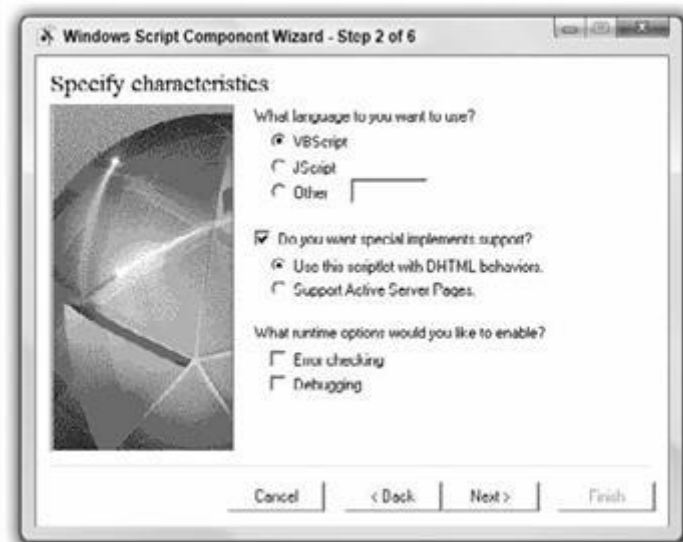 Windows Script Component Wizard - Step 2 of 6
Specify characteristics
What language to you want to use?
VBScript
JScript
Other
Do you want special implements support?
Use this scriptlet with DHTML behaviors.
Support Active Server Pages.
What runtime options would you like to enable?
Error checking
Debugging
Cancel
< Back
Next >
Finish